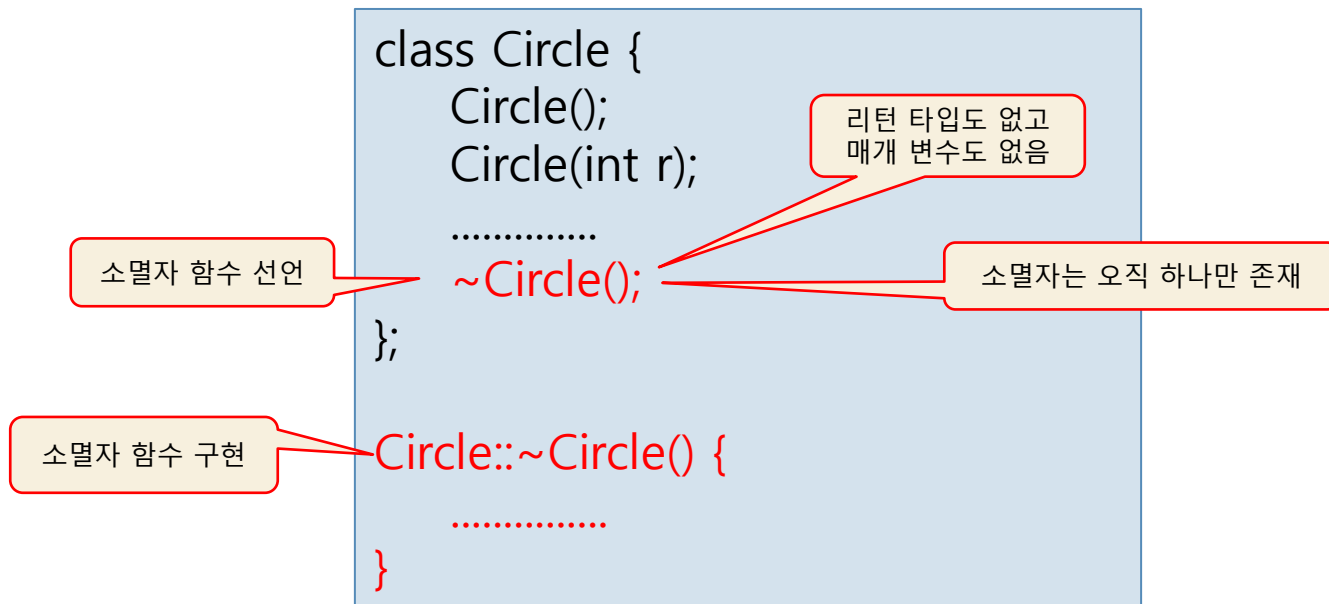 class Circle {
Circle();
Circle(int r);
리턴 타입도 없고
매개 변수도 없음
..............
소멸자 함수 선언
~Circle();
소멸자는 오직 하나만 존재
};
소멸자 함수 구현
Circle::~Circle() {
...............
}